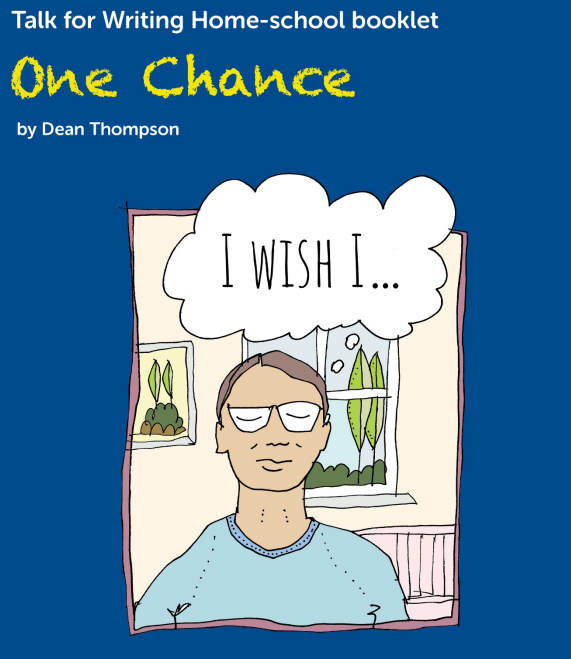 Talk for Writing Home-school booklet
One Chance
by Dean Thompson
I WISH I...